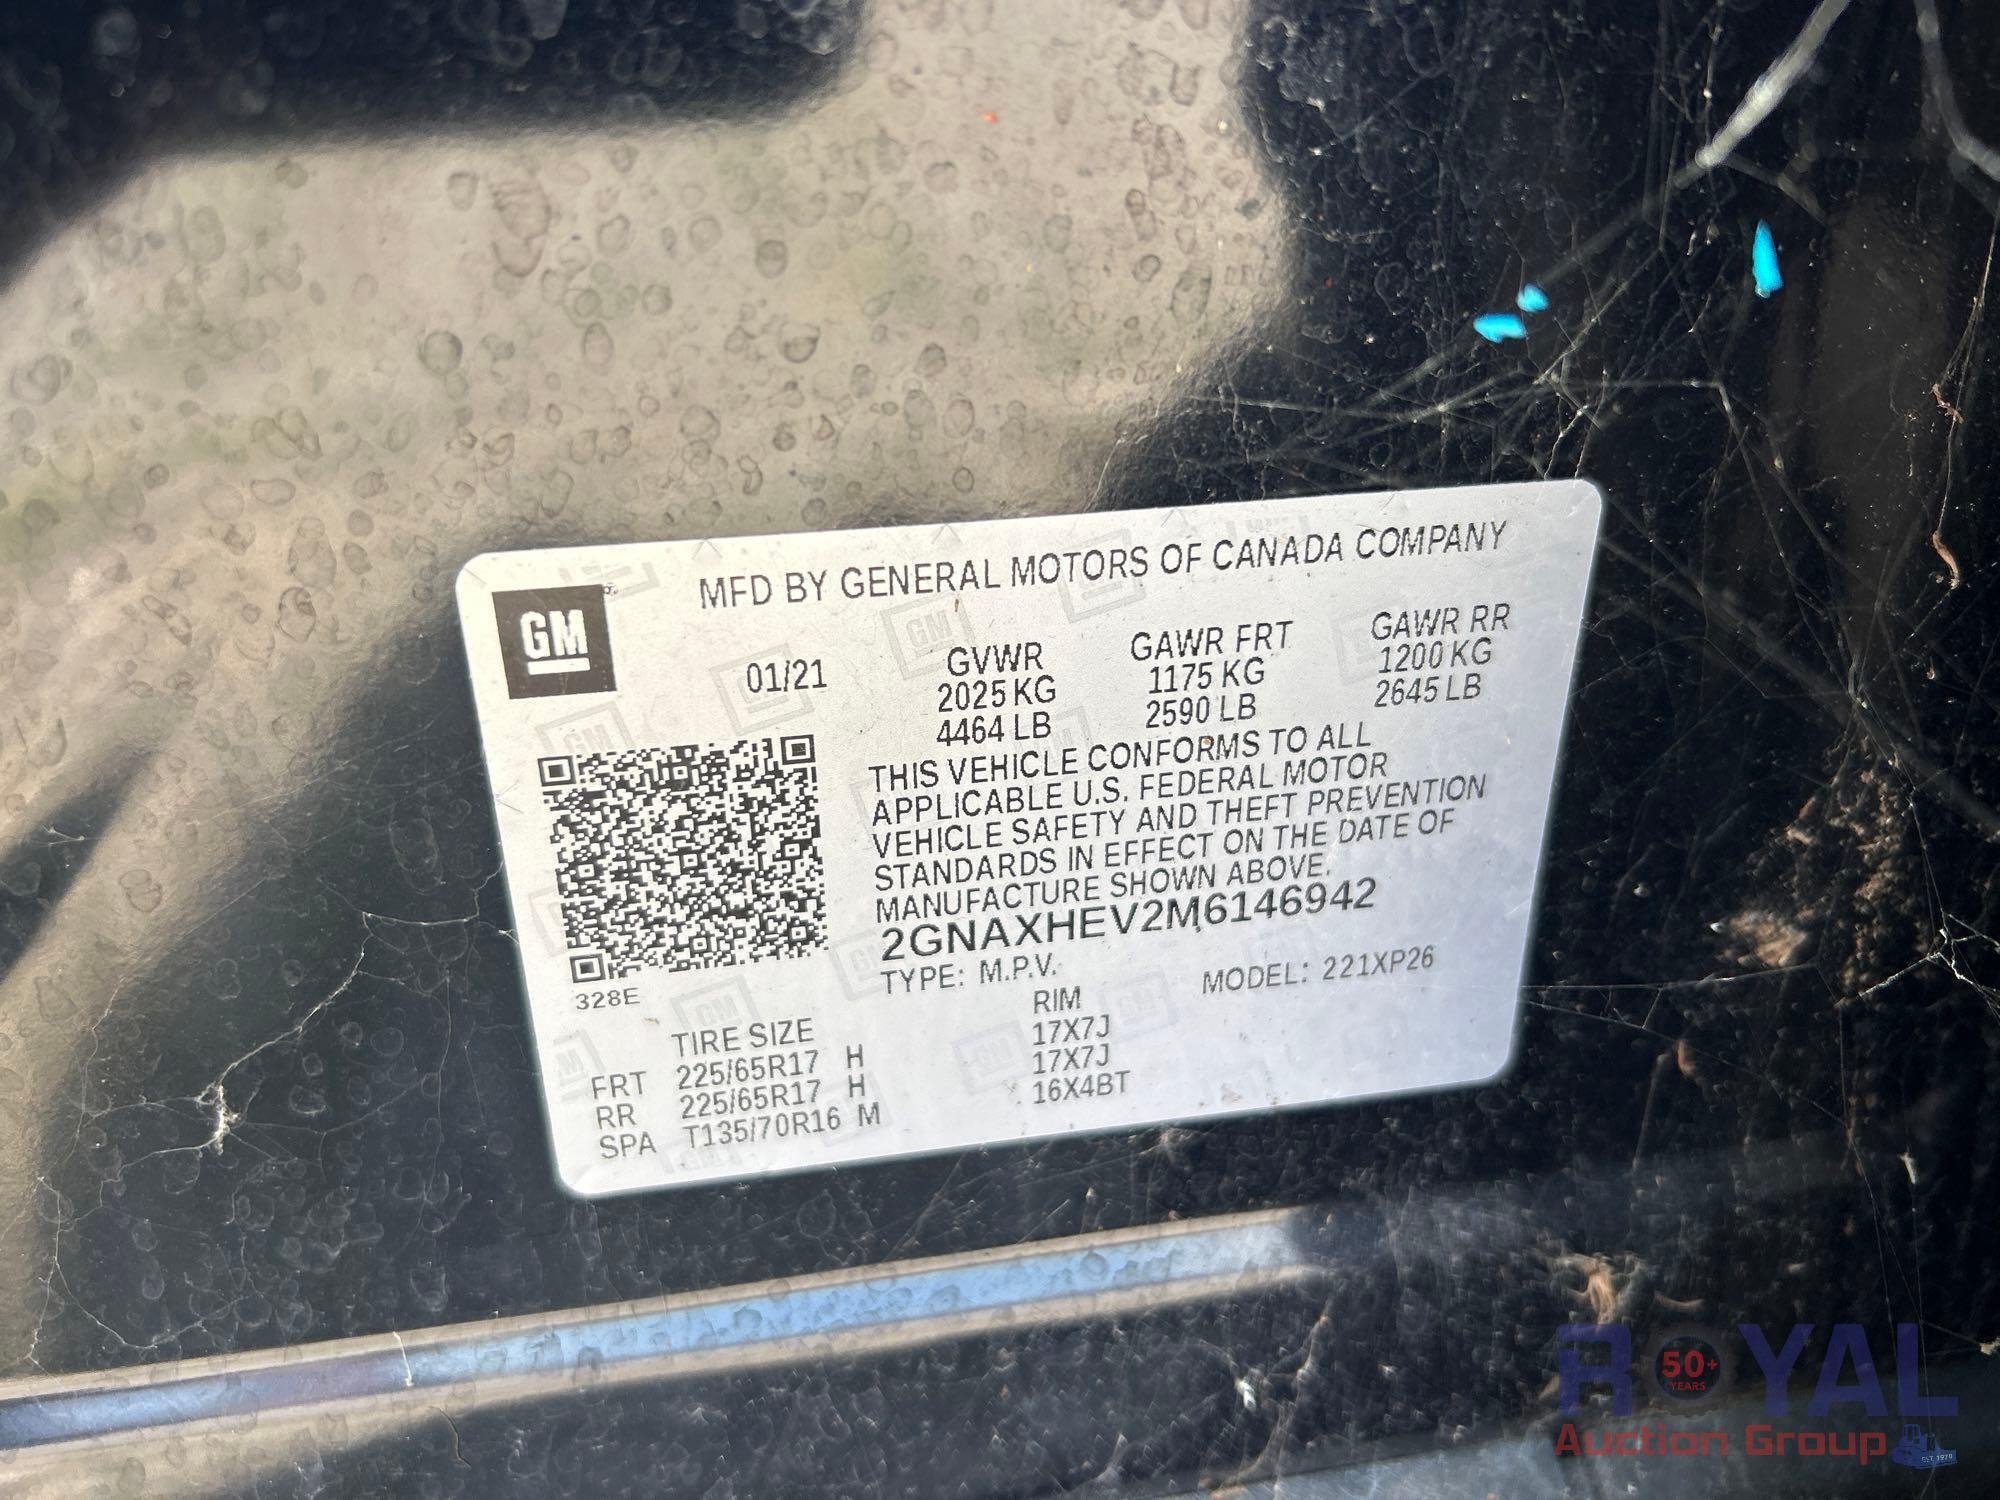 MFD BY GENERAL MOTORS OF CANADA COMPANY
GM
01/21
GVWR
2025 KG
4464 LB
GAWR FRT
1175 KG
2590 LB
GAWR RR
1200 KG
2645 LB
THIS VEHICLE CONFORMS TO ALL
APPLICABLE U.S. FEDERAL MOTOR
VEHICLE SAFETY AND THEFT PREVENTION
STANDARDS IN EFFECT ON THE DATE OF
MANUFACTURE SHOWN ABOVE.
2GNAXHEV2M6146942
TYPE: M.P.V.
MODEL: 221XP26
328E
TIRE SIZE
RIM
FRT 225/65R17 H 17X7J
RR 225/65R17 H 17X7J
SPA T135/70R16 M 16X4BT
ROYAL
50+
YEARS
Auction Group
EST. 1970